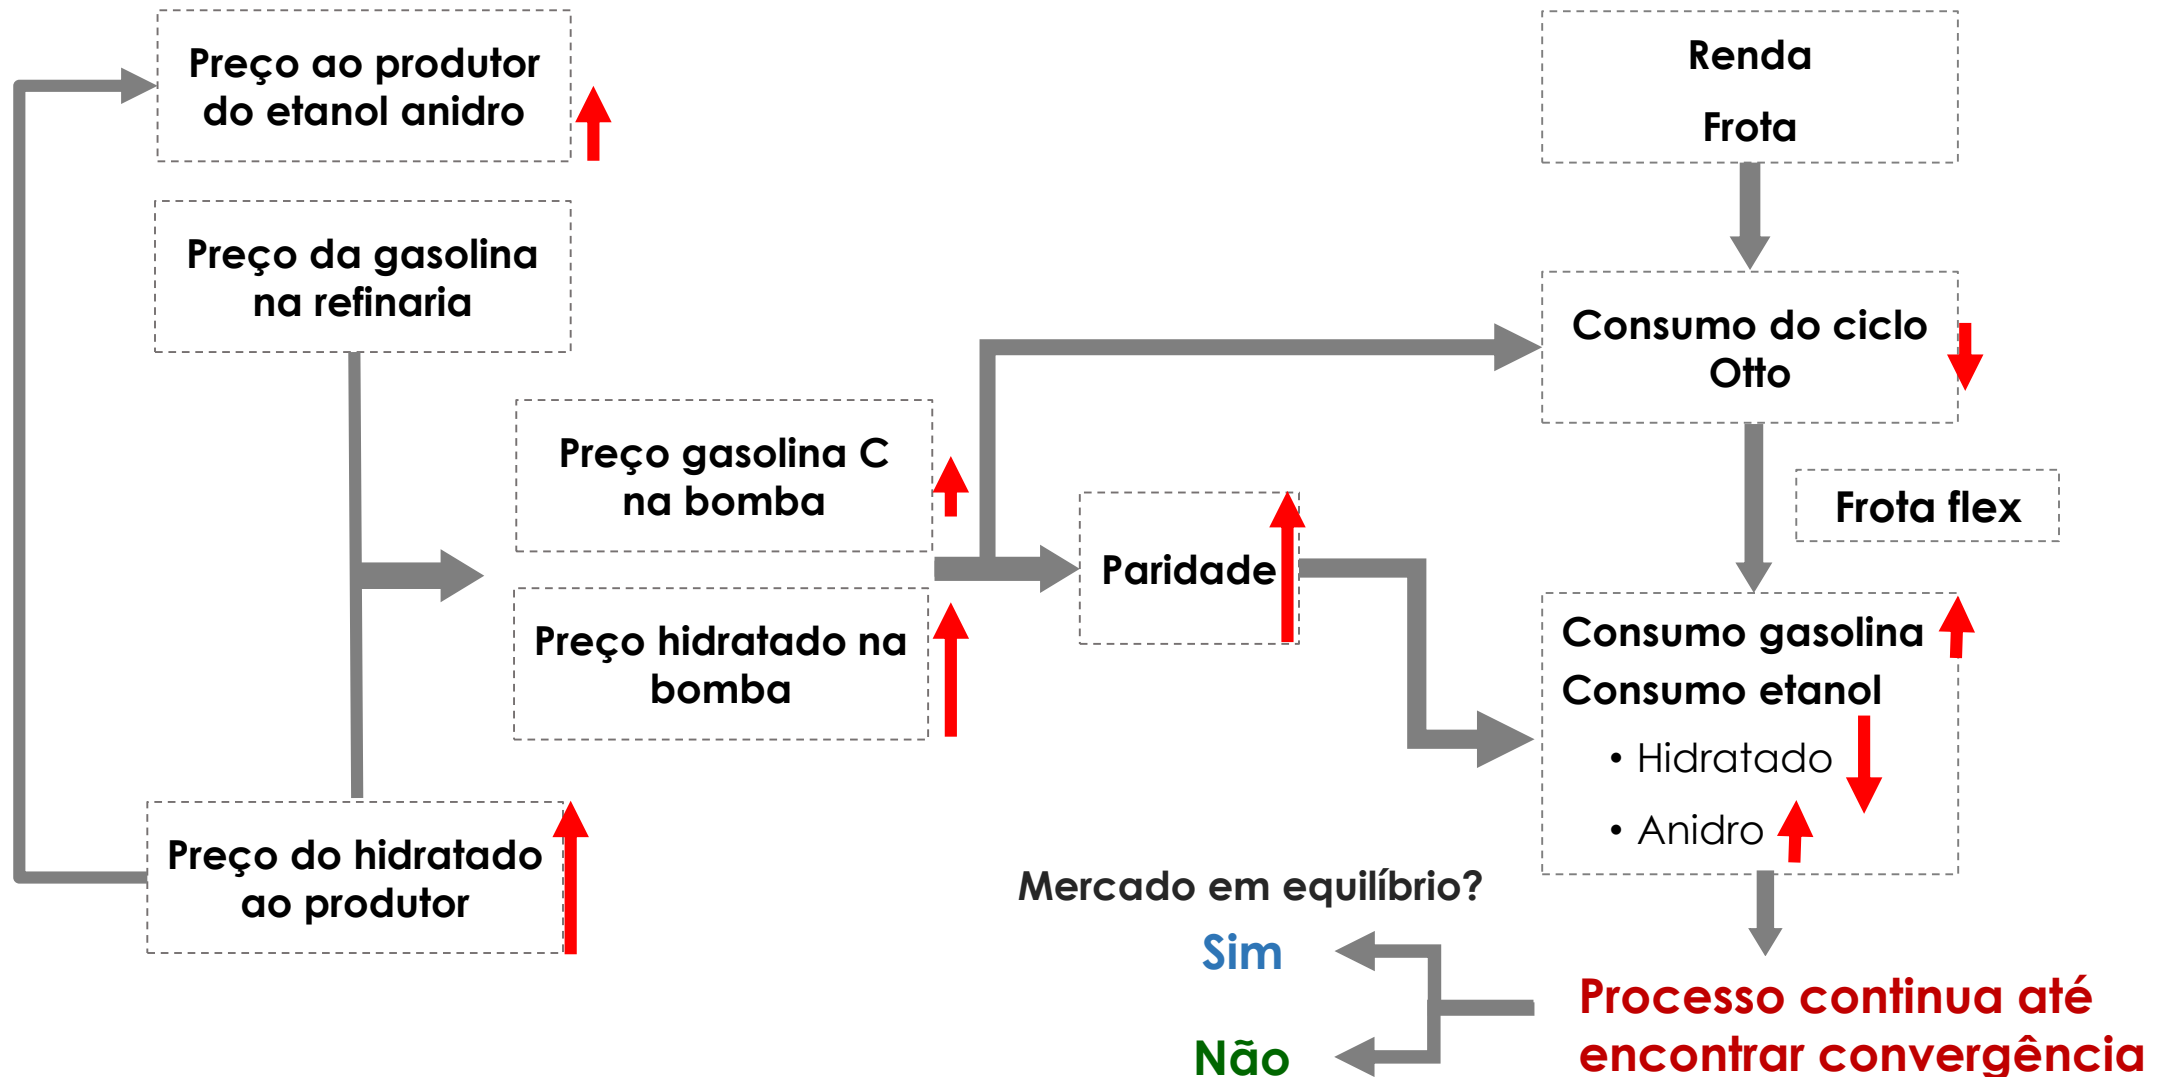 Preço ao produtor
do etanol anidro
Preço da gasolina
na refinaria
Preço do hidratado
ao produtor
Preço gasolina C
na bomba
Preço hidratado na
bomba
Paridade
Renda
Frota
Consumo do ciclo
Otto
Frota flex
Consumo gasolina
Consumo etanol
• Hidratado
• Anidro
Mercado em equilíbrio?
Sim
Não
Processo continua até
encontrar convergência